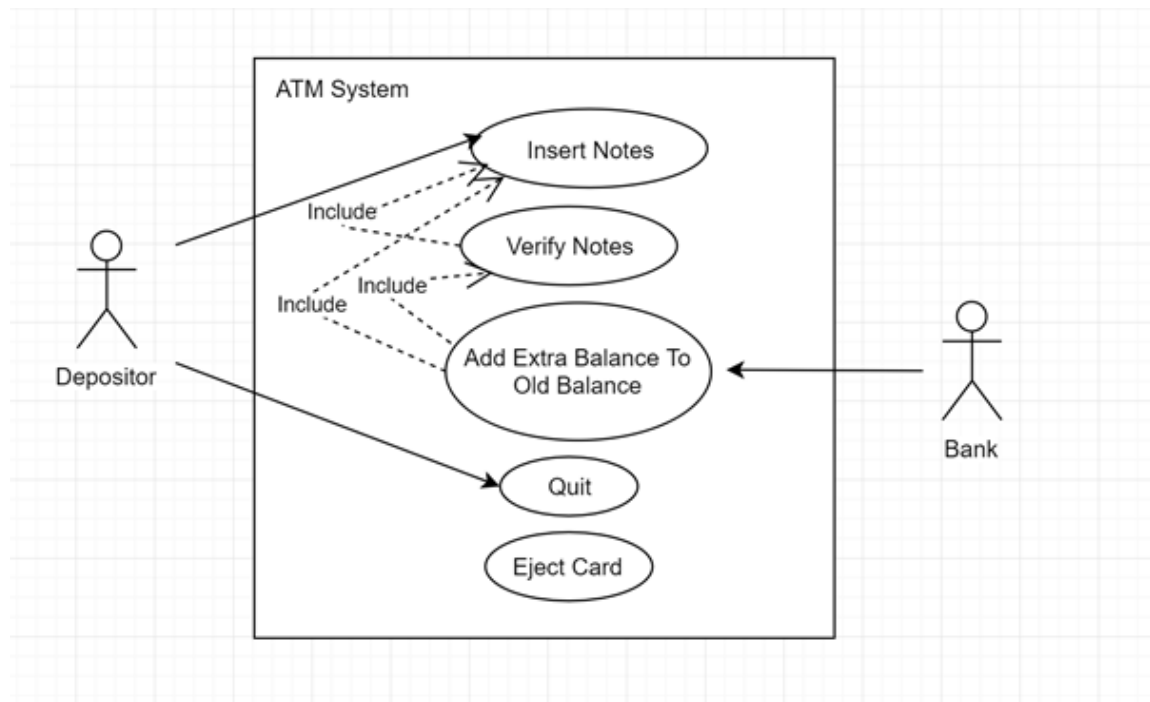 ATM System
Insert Notes
Include
Verify Notes
Include
Include
Add Extra Balance To
Old Balance
Depositor
Bank
Quit
Eject Card